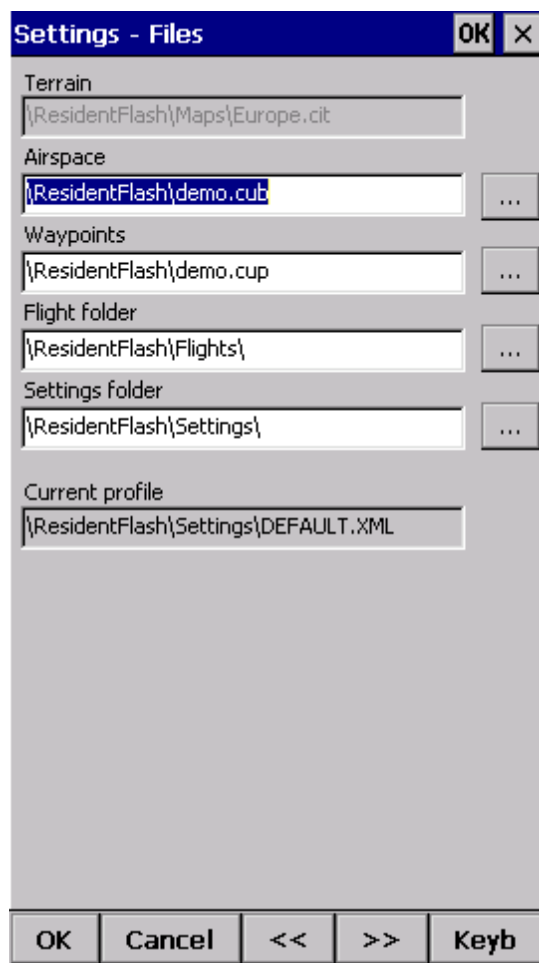 Settings - Files OK ×
Terrain
\ResidentFlash\Maps\Europe.cit
Airspace
\ResidentFlash\demo.cub ...
Waypoints
\ResidentFlash\demo.cup ...
Flight folder
\ResidentFlash\Flights\ ...
Settings folder
\ResidentFlash\Settings\ ...
Current profile
\ResidentFlash\Settings\DEFAULT.XML
OK Cancel << >> Keyb